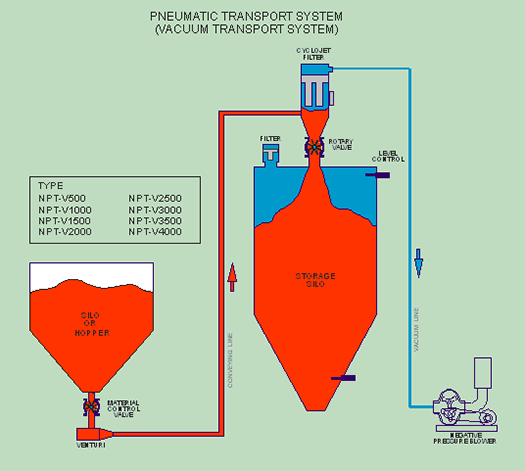 PNEUMATIC TRANSPORT SYSTEM
(VACUUM TRANSPORT SYSTEM)
CYCLOJET
FILTER
FILTER
ROTARY
VALVE
LEVEL
CONTROL
TYPE
NPT-V500 NPT-V2500
NPT-V1000 NPT-V3000
NPT-V1500 NPT-V3500
NPT-V2000 NPT-V4000
STORAGE
SILO
SILO
OR
HOPPER
CONVEYING LINE
VACUUM LINE
MATERIAL
CONTROL
VALVE
VENTURI
NEGATIVE
PRESSURE BLOWER